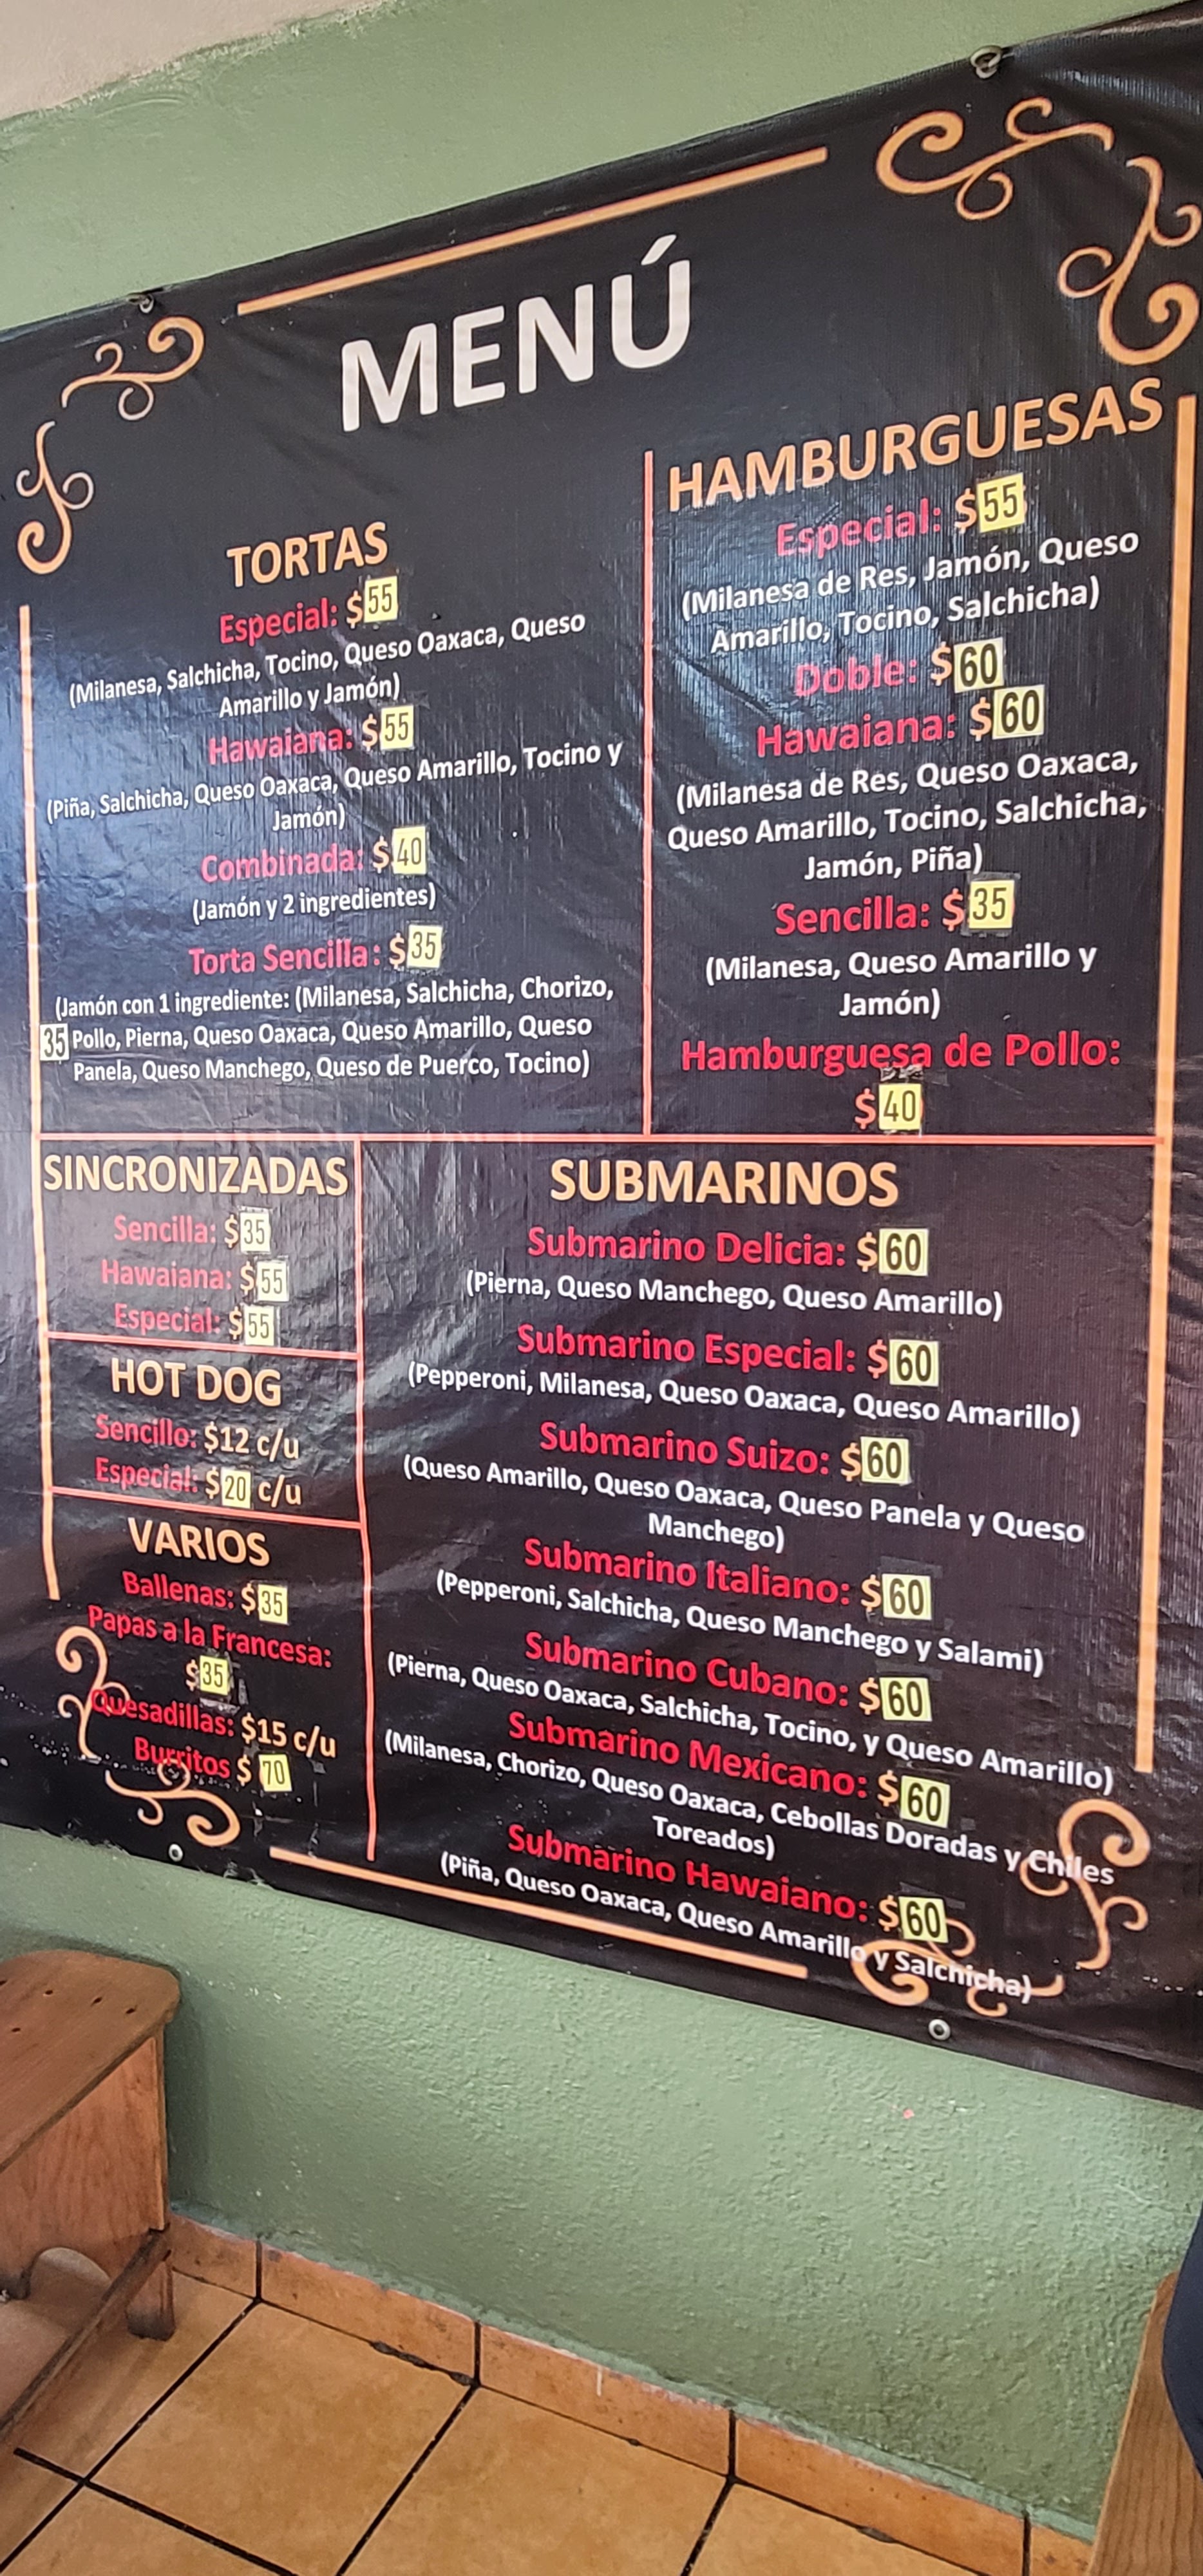 MENÚ
TORTAS
Especial: $55
(Milanesa, Salchicha, Tocino, Queso Oaxaca, Queso
Amarillo y Jamón)
Hawaiana: $55
(Piña, Salchicha, Queso Oaxaca, Queso Amarillo, Tocino y
Jamón)
Combinada: $40
(Jamón y 2 ingredientes)
Torta Sencilla: $35
(Jamón con 1 ingrediente: (Milanesa, Salchicha, Chorizo,
35 Pollo, Pierna, Queso Oaxaca, Queso Amarillo, Queso
Panela, Queso Manchego, Queso de Puerco, Tocino)
HAMBURGUESAS
Especial: $55
(Milanesa de Res, Jamón, Queso
Amarillo, Tocino, Salchicha)
Doble: $60
Hawaiana: $60
(Milanesa de Res, Queso Oaxaca,
Queso Amarillo, Tocino, Salchicha,
Jamón, Piña)
Sencilla: $35
(Milanesa, Queso Amarillo y
Jamón)
Hamburguesa de Pollo:
$40
SINCRONIZADAS
Sencilla: $35
Hawaiana: $55
Especial: $55
HOT DOG
Sencillo: $12 c/u
Especial: $20 c/u
VARIOS
Ballenas: $35
Papas a la Francesa:
$35
Quesadillas: $15 c/u
Burritos $ 70
SUBMARINOS
Submarino Delicia: $60
(Pierna, Queso Manchego, Queso Amarillo)
Submarino Especial: $60
(Pepperoni, Milanesa, Queso Oaxaca, Queso Amarillo)
Submarino Suizo: $60
(Queso Amarillo, Queso Oaxaca, Queso Panela y Queso
Manchego)
Submarino Italiano: $60
(Pepperoni, Salchicha, Queso Manchego y Salami)
Submarino Cubano: $60
(Pierna, Queso Oaxaca, Salchicha, Tocino, y Queso Amarillo)
Submarino Mexicano: $60
(Milanesa, Chorizo, Queso Oaxaca, Cebollas Doradas y Chiles
Toreados)
Submarino Hawaiano: $60
(Piña, Queso Oaxaca, Queso Amarillo y Salchicha)